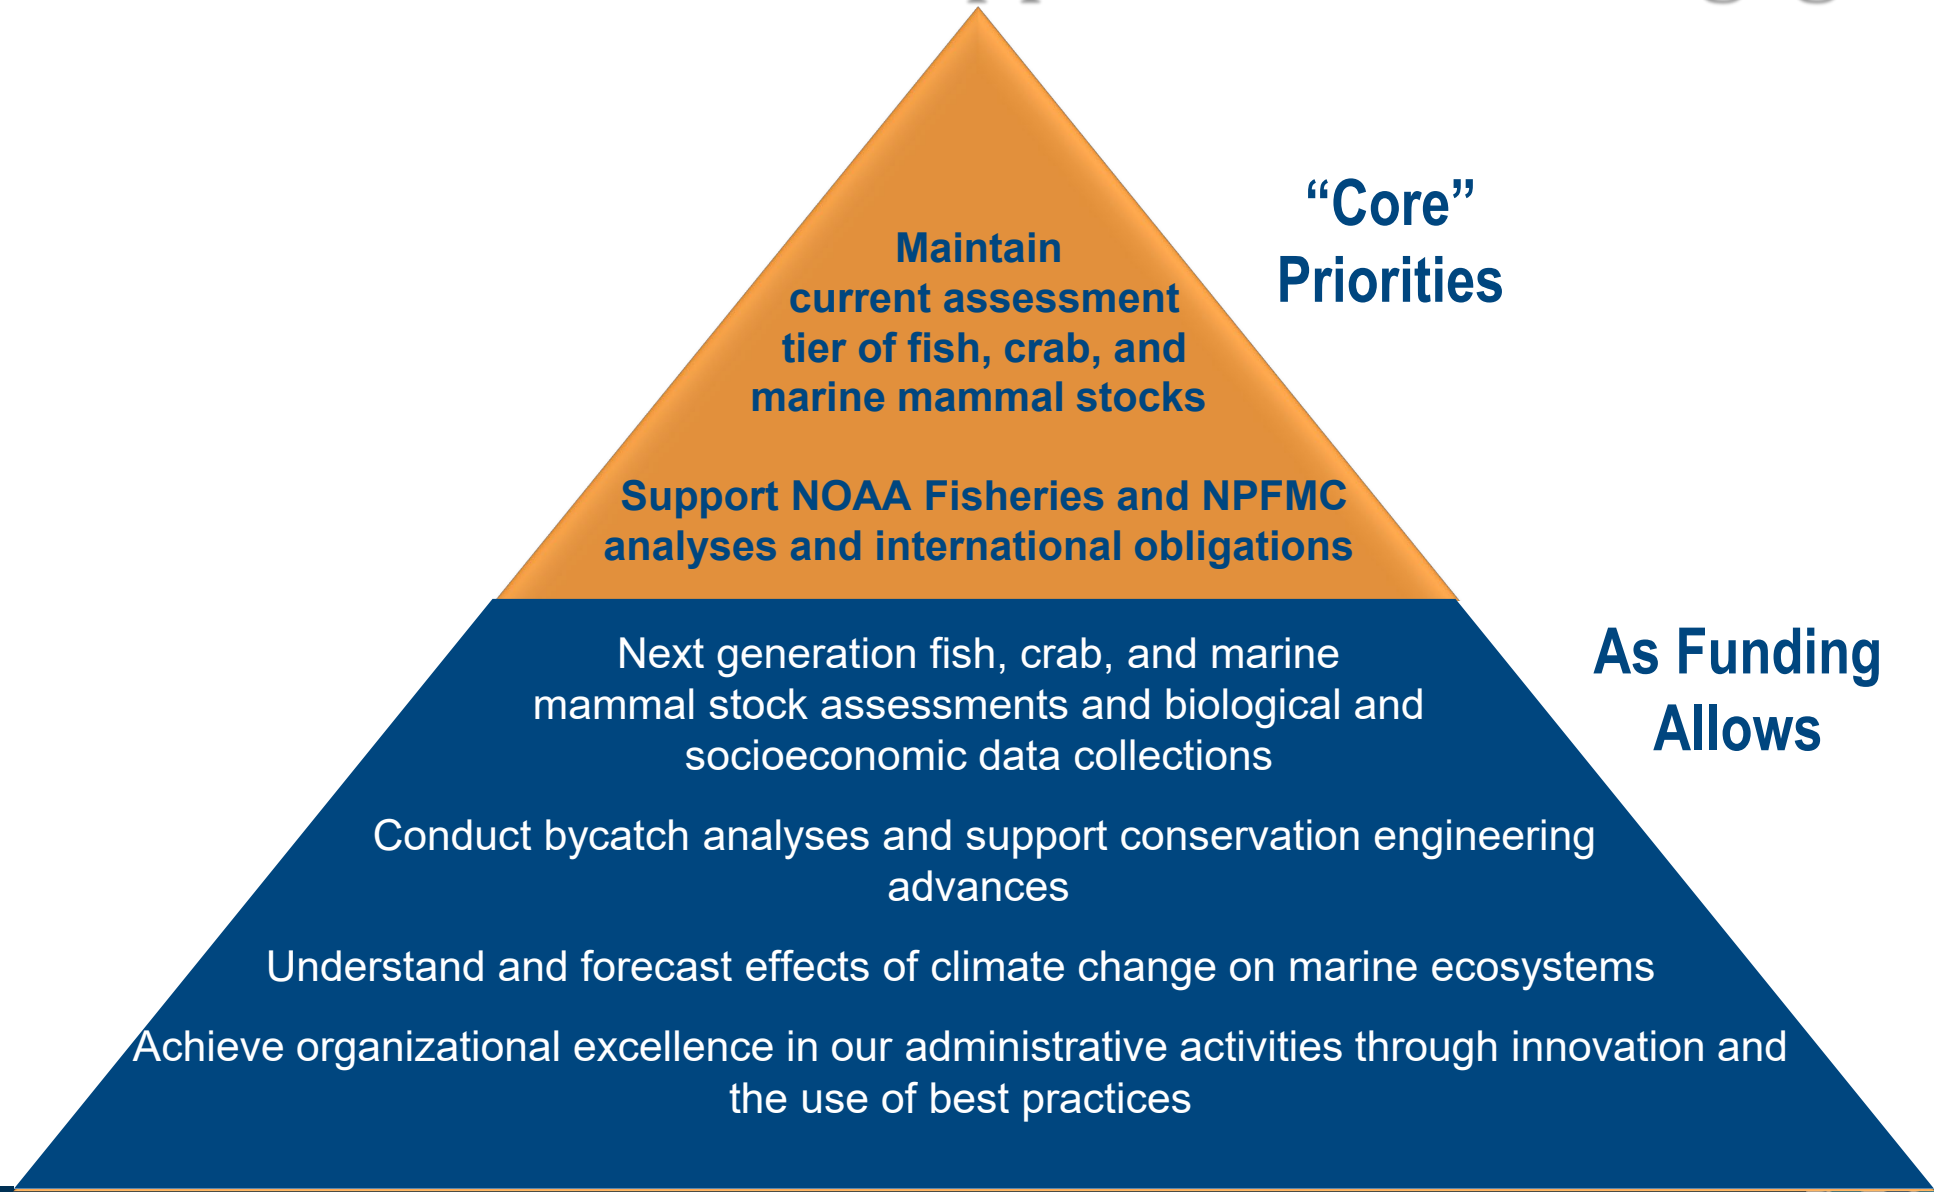 “Core”
Priorities
Maintain
current assessment
tier of fish, crab, and
marine mammal stocks
Support NOAA Fisheries and NPFMC
analyses and international obligations
As Funding
Allows
Next generation fish, crab, and marine
mammal stock assessments and biological and
socioeconomic data collections
Conduct bycatch analyses and support conservation engineering
advances
Understand and forecast effects of climate change on marine ecosystems
Achieve organizational excellence in our administrative activities through innovation and
the use of best practices